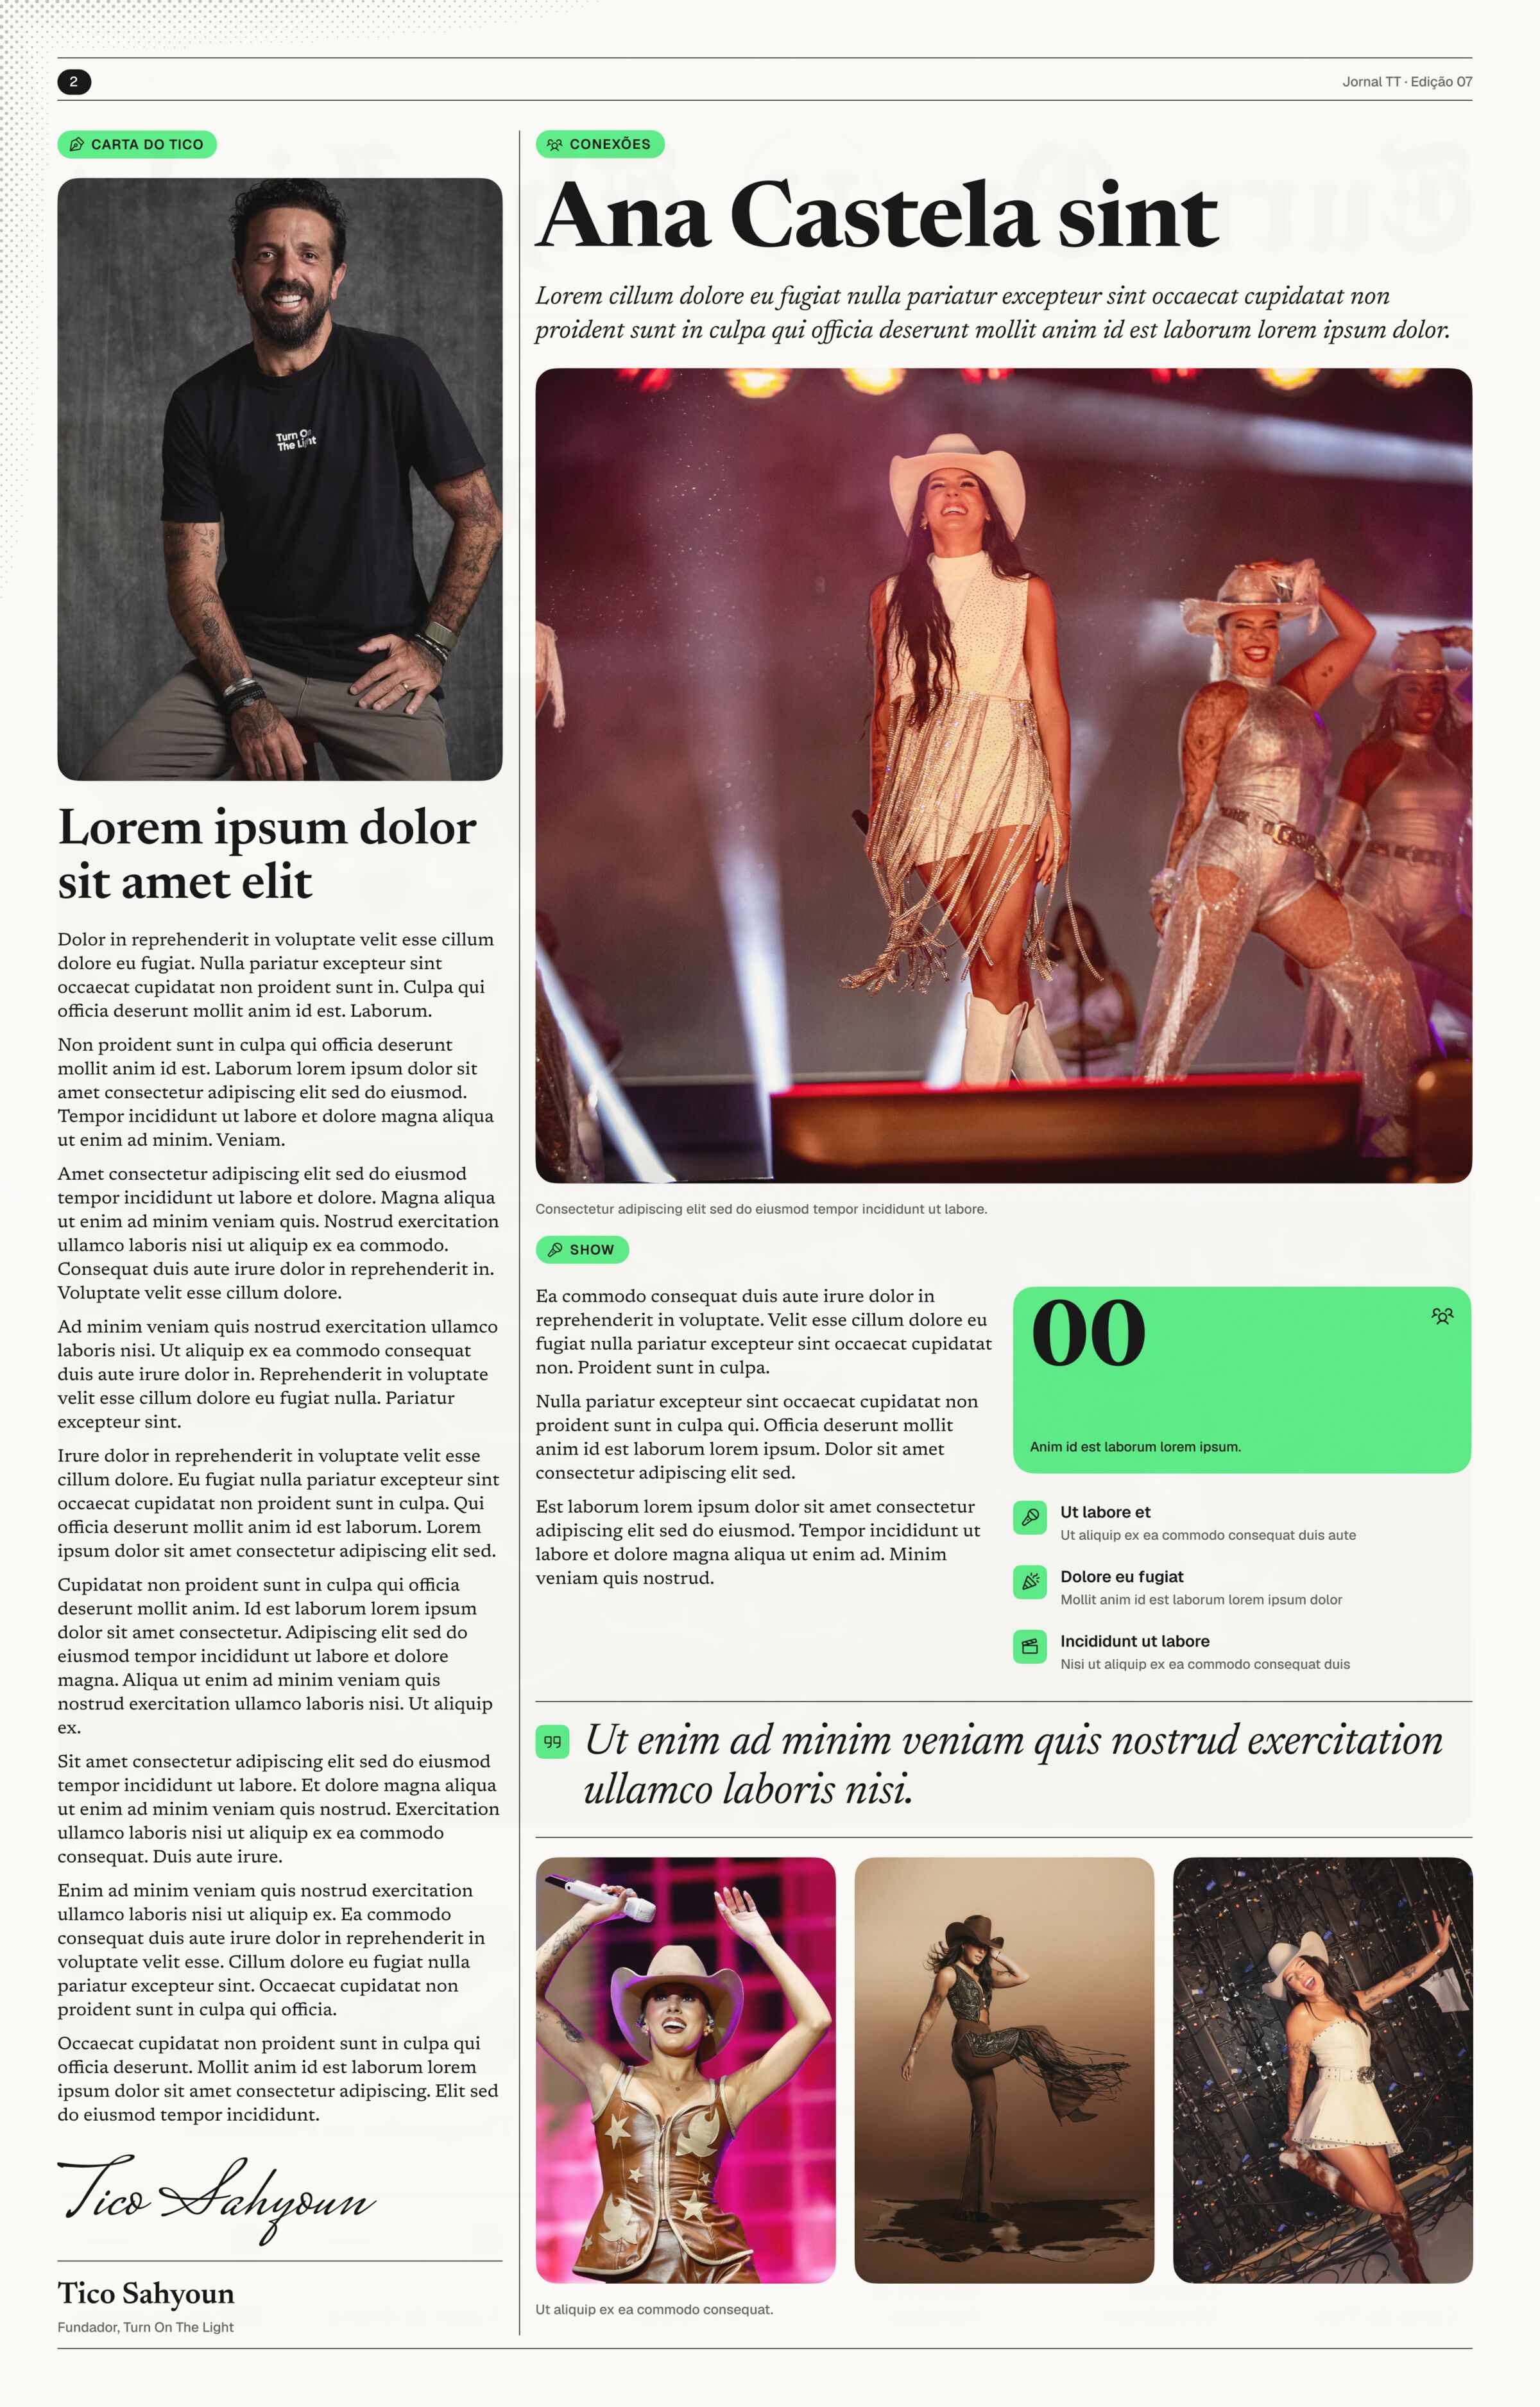 2
Jornal TT · Edição 07
CARTA DO TICO
Turn On
The Light
Lorem ipsum dolor
sit amet elit
Dolor in reprehenderit in voluptate velit esse cillum
dolore eu fugiat. Nulla pariatur excepteur sint
occaecat cupidatat non proident sunt in. Culpa qui
officia deserunt mollit anim id est. Laborum.
Non proident sunt in culpa qui officia deserunt
mollit anim id est. Laborum lorem ipsum dolor sit
amet consectetur adipiscing elit sed do eiusmod.
Tempor incididunt ut labore et dolore magna aliqua
ut enim ad minim. Veniam.
Amet consectetur adipiscing elit sed do eiusmod
tempor incididunt ut labore et dolore. Magna aliqua
ut enim ad minim veniam quis. Nostrud exercitation
ullamco laboris nisi ut aliquip ex ea commodo.
Consequat duis aute irure dolor in reprehenderit in.
Voluptate velit esse cillum dolore.
Ad minim veniam quis nostrud exercitation ullamco
laboris nisi. Ut aliquip ex ea commodo consequat
duis aute irure dolor in. Reprehenderit in voluptate
velit esse cillum dolore eu fugiat nulla. Pariatur
excepteur sint.
Irure dolor in reprehenderit in voluptate velit esse
cillum dolore. Eu fugiat nulla pariatur excepteur sint
occaecat cupidatat non proident sunt in culpa. Qui
officia deserunt mollit anim id est laborum. Lorem
ipsum dolor sit amet consectetur adipiscing elit sed.
Cupidatat non proident sunt in culpa qui officia
deserunt mollit anim. Id est laborum lorem ipsum
dolor sit amet consectetur. Adipiscing elit sed do
eiusmod tempor incididunt ut labore et dolore
magna. Aliqua ut enim ad minim veniam quis
nostrud exercitation ullamco laboris nisi. Ut aliquip
ex.
Sit amet consectetur adipiscing elit sed do eiusmod
tempor incididunt ut labore. Et dolore magna aliqua
ut enim ad minim veniam quis nostrud. Exercitation
ullamco laboris nisi ut aliquip ex ea commodo
consequat. Duis aute irure.
Enim ad minim veniam quis nostrud exercitation
ullamco laboris nisi ut aliquip ex. Ea commodo
consequat duis aute irure dolor in reprehenderit in
voluptate velit esse. Cillum dolore eu fugiat nulla
pariatur excepteur sint. Occaecat cupidatat non
proident sunt in culpa qui officia.
Occaecat cupidatat non proident sunt in culpa qui
officia deserunt. Mollit anim id est laborum lorem
ipsum dolor sit amet consectetur adipiscing. Elit sed
do eiusmod tempor incididunt.
Tico Sahyoun
Tico Sahyoun
Fundador, Turn On The Light
CONEXÕES
Ana Castela sint
Lorem cillum dolore eu fugiat nulla pariatur excepteur sint occaecat cupidatat non
proident sunt in culpa qui officia deserunt mollit anim id est laborum lorem ipsum dolor.
Consectetur adipiscing elit sed do eiusmod tempor incididunt ut labore.
SHOW
Ea commodo consequat duis aute irure dolor in
reprehenderit in voluptate. Velit esse cillum dolore eu
fugiat nulla pariatur excepteur sint occaecat cupidatat
non. Proident sunt in culpa.
Nulla pariatur excepteur sint occaecat cupidatat non
proident sunt in culpa qui. Officia deserunt mollit
anim id est laborum lorem ipsum. Dolor sit amet
consectetur adipiscing elit sed.
Est laborum lorem ipsum dolor sit amet consectetur
adipiscing elit sed do eiusmod. Tempor incididunt ut
labore et dolore magna aliqua ut enim ad. Minim
veniam quis nostrud.
00
Anim id est laborum lorem ipsum.
Ut labore et
Ut aliquip ex ea commodo consequat duis aute
Dolore eu fugiat
Mollit anim id est laborum lorem ipsum dolor
Incididunt ut labore
Nisi ut aliquip ex ea commodo consequat duis
Ut enim ad minim veniam quis nostrud exercitation
ullamco laboris nisi.
Ut aliquip ex ea commodo consequat.